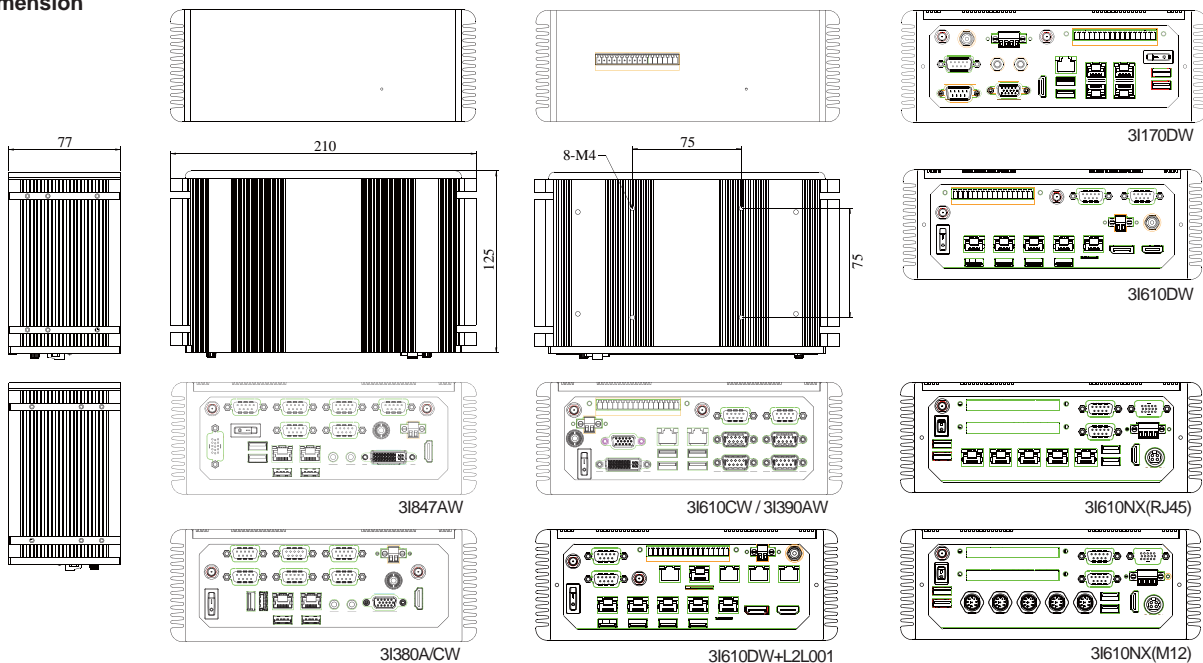 mension
3I170DW
77
210
125
8-M4
75
75
3I610DW
3I847AW
3I610CW / 3I390AW
3I610NX(RJ45)
3I380A/CW
3I610DW+L2L001
3I610NX(M12)